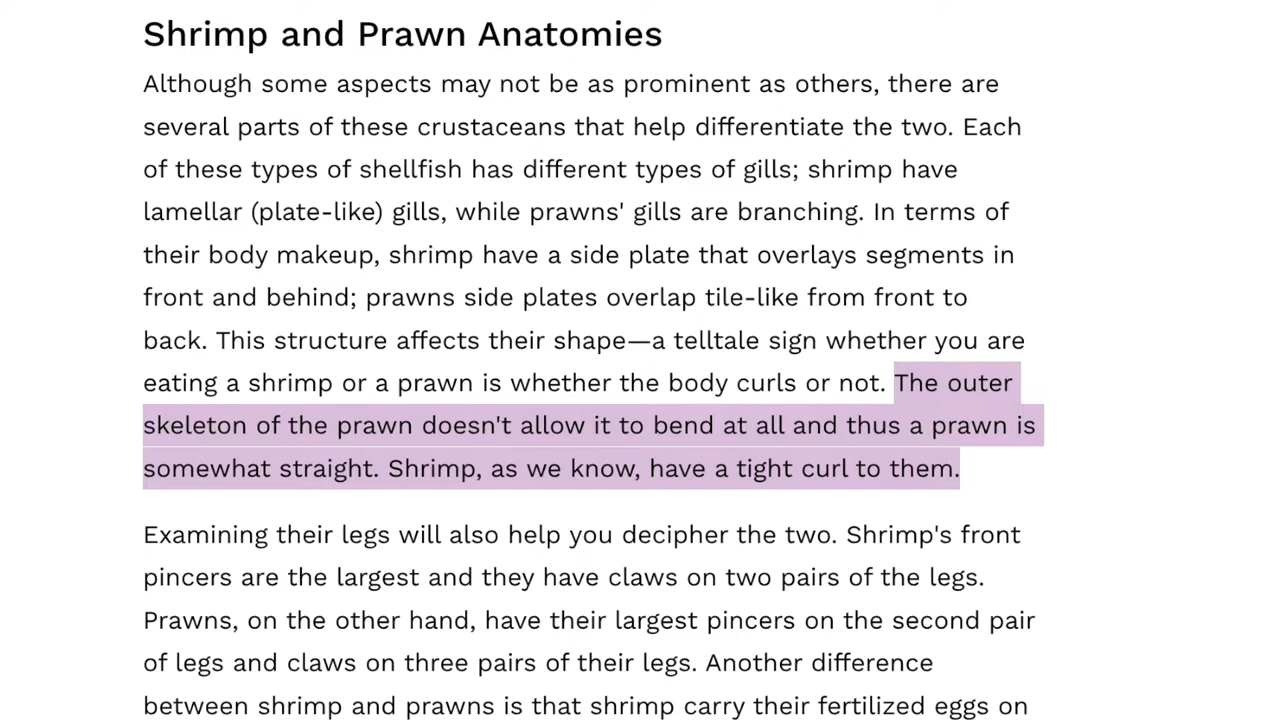 Shrimp and Prawn Anatomies
Although some aspects may not be as prominent as others, there are
several parts of these crustaceans that help differentiate the two. Each
of these types of shellfish has different types of gills; shrimp have
lamellar (plate-like) gills, while prawns' gills are branching. In terms of
their body makeup, shrimp have a side plate that overlays segments in
front and behind; prawns side plates overlap tile-like from front to
back. This structure affects their shape—a telltale sign whether you are
eating a shrimp or a prawn is whether the body curls or not. The outer
skeleton of the prawn doesn't allow it to bend at all and thus a prawn is
somewhat straight. Shrimp, as we know, have a tight curl to them.
Examining their legs will also help you decipher the two. Shrimp's front
pincers are the largest and they have claws on two pairs of the legs.
Prawns, on the other hand, have their largest pincers on the second pair
of legs and claws on three pairs of their legs. Another difference
between shrimp and prawns is that shrimp carry their fertilized eggs on